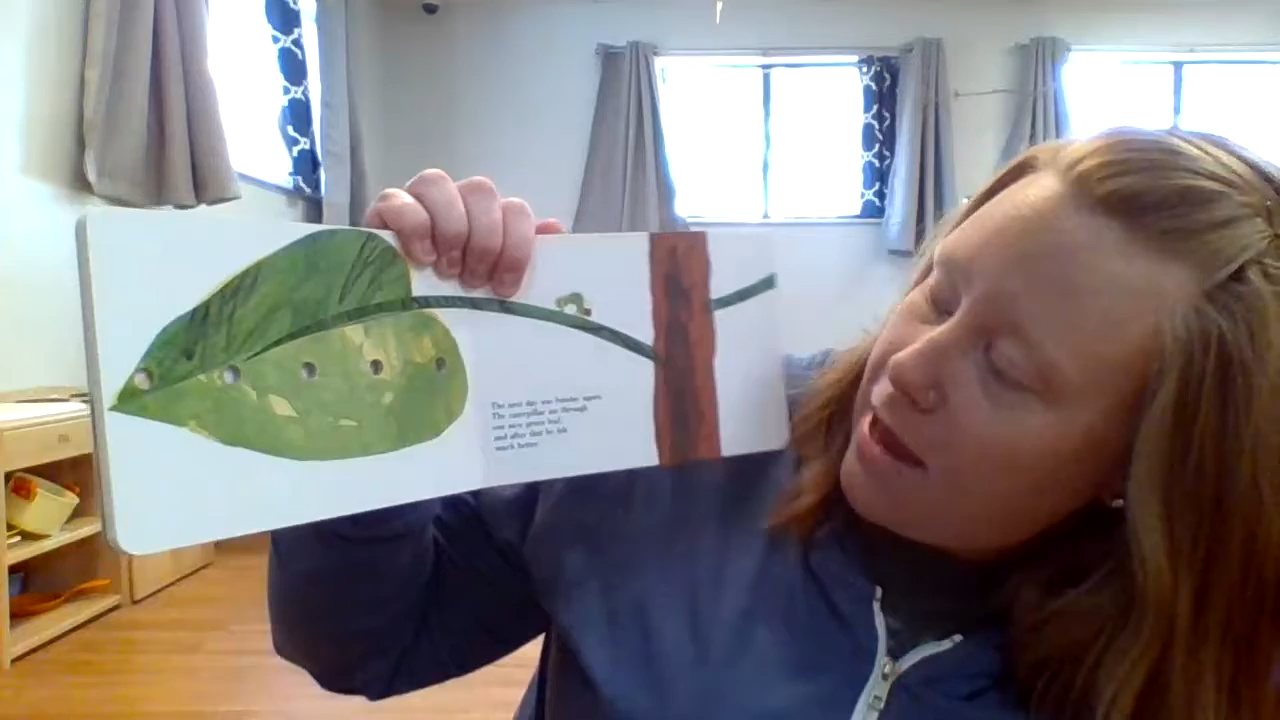 The next day was Sunday again.
The caterpillar ate through
one nice green leaf,
and after that he felt
much better.